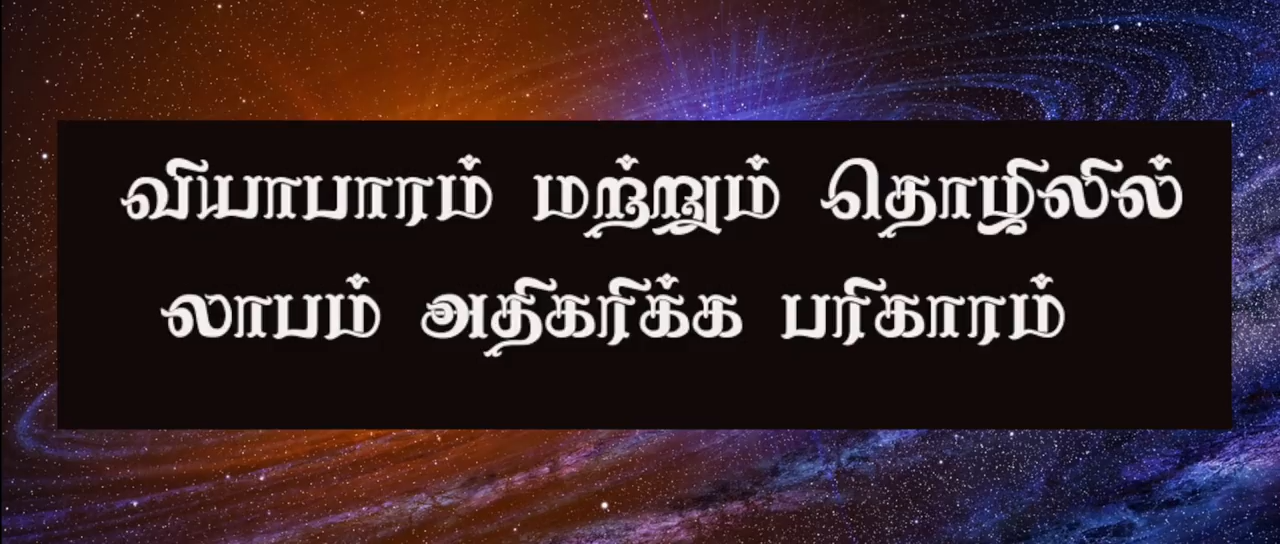 வியாபாரம் மற்றும் தொழிலில்
லாபம் அதிகரிக்க பரிகாரம்